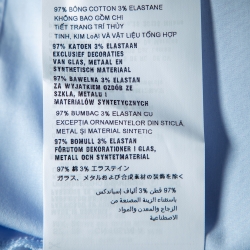 97% BÔNG COTTON 3% ELASTANE
KHÔNG BAO GỒM CHI
TIẾT TRANG TRÍ THỦY
TINH, KIM LOẠI VÀ VẬT LIỆU TỔNG HỢP
97% KATOEN 3% ELASTAAN
EXCLUSIEF DECORATIES
VAN GLAS, METAAL EN
SYNTHETISCH MATERIAAL
97% BAWEŁNA 3% ELASTAN
ZA WYJĄTKIEM OZDÓB ZE
SZKŁA, METALU I
MATERIAŁÓW SYNTETYCZNYCH
97% BUMBAC 3% ELASTAN CU
EXCEPȚIA ORNAMENTELOR DIN STICLĂ,
METAL ȘI MATERIAL SINTETIC
97% BOMULL 3% ELASTAN
FÖRUTOM DEKORATIONER I GLAS,
METALL OCH SYNTETMATERIAL
97% 綿 3% エラステイン
ガラス、メタルおよび合成素材の装飾を除く
97% قطن 3% ألياف إسباندكس
باستثناء الزينة المصنعة من
الزجاج والمعدن والمواد
الاصطناعية